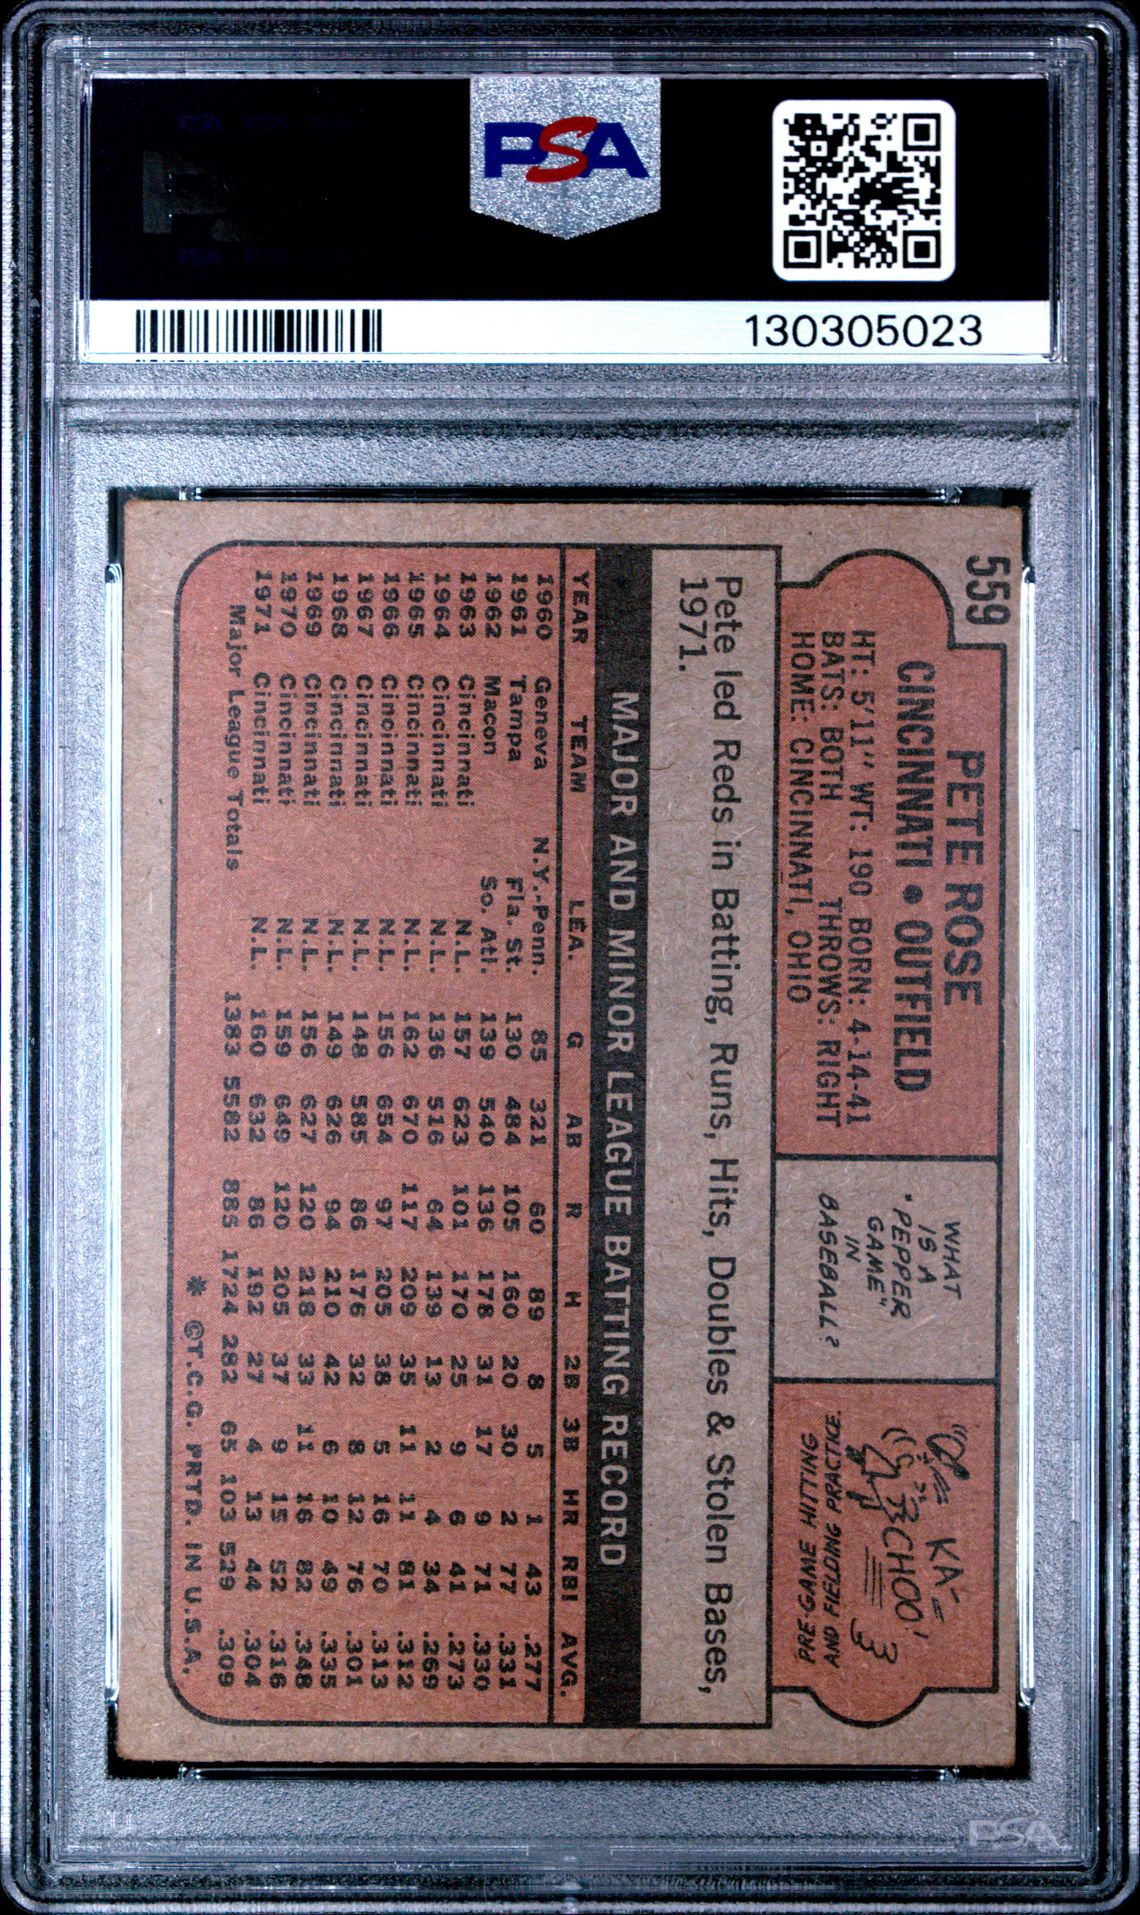 PSA
130305023
559
PETE ROSE
CINCINNATI • OUTFIELD
HT: 5'11" WT: 190 BORN: 4-14-41
BATS: BOTH THROWS: RIGHT
HOME: CINCINNATI, OHIO
WHAT
IS A
"PEPPER
GAME"
IN
BASEBALL?
KA-
CHOO!
PRE-GAME HITTING
AND FIELDING PRACTICE.
Pete led Reds in Batting, Runs, Hits, Doubles & Stolen Bases,
1971.
MAJOR AND MINOR LEAGUE BATTING RECORD
YEAR TEAM LEA. G AB R H 2B 3B HR RBI AVG.
1960 Geneva N.Y.-Penn. 85 321 60 89 8 5 1 43 .277
1961 Tampa Fla. St. 130 484 105 160 20 30 2 77 .331
1962 Macon So. Atl. 139 540 136 178 31 17 9 71 .330
1963 Cincinnati N.L. 157 623 101 170 25 9 6 41 .273
1964 Cincinnati N.L. 136 516 64 139 13 2 4 34 .269
1965 Cincinnati N.L. 162 670 117 209 35 11 11 81 .312
1966 Cincinnati N.L. 156 654 97 205 38 5 16 70 .313
1967 Cincinnati N.L. 148 585 86 176 32 8 12 76 .301
1968 Cincinnati N.L. 149 626 94 210 42 6 10 49 .335
1969 Cincinnati N.L. 156 627 120 218 33 11 16 82 .348
1970 Cincinnati N.L. 159 649 120 205 37 9 15 52 .316
1971 Cincinnati N.L. 160 632 86 192 27 4 13 44 .304
Major League Totals 1383 5582 885 1724 282 65 103 529 .309
* ©T.C.G. PRTD. IN U.S.A.
PSA